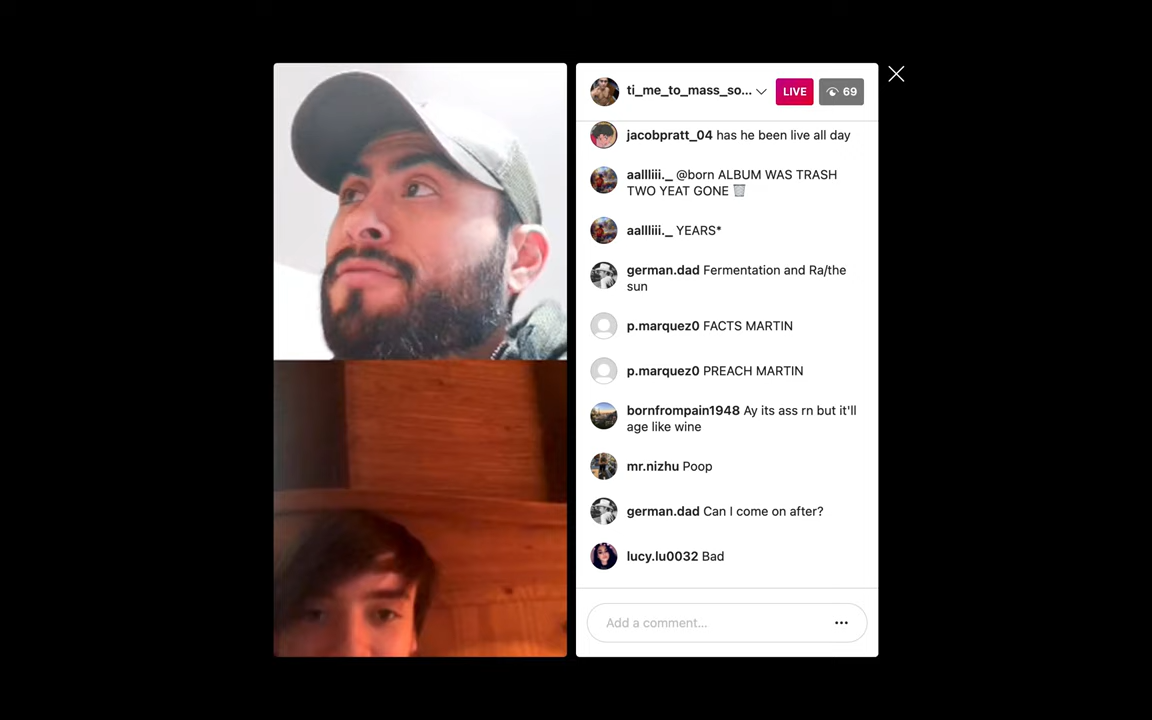 ti_me_to_mass_so... LIVE 69
jacobpratt_04 has he been live all day
aallliii._ @born ALBUM WAS TRASH
TWO YEAT GONE 🗑️
aallliii._ YEARS*
german.dad Fermentation and Ra/the
sun
p.marquez0 FACTS MARTIN
p.marquez0 PREACH MARTIN
bornfrompain1948 Ay its ass rn but it'll
age like wine
mr.nizhu Poop
german.dad Can I come on after?
lucy.lu0032 Bad
Add a comment...